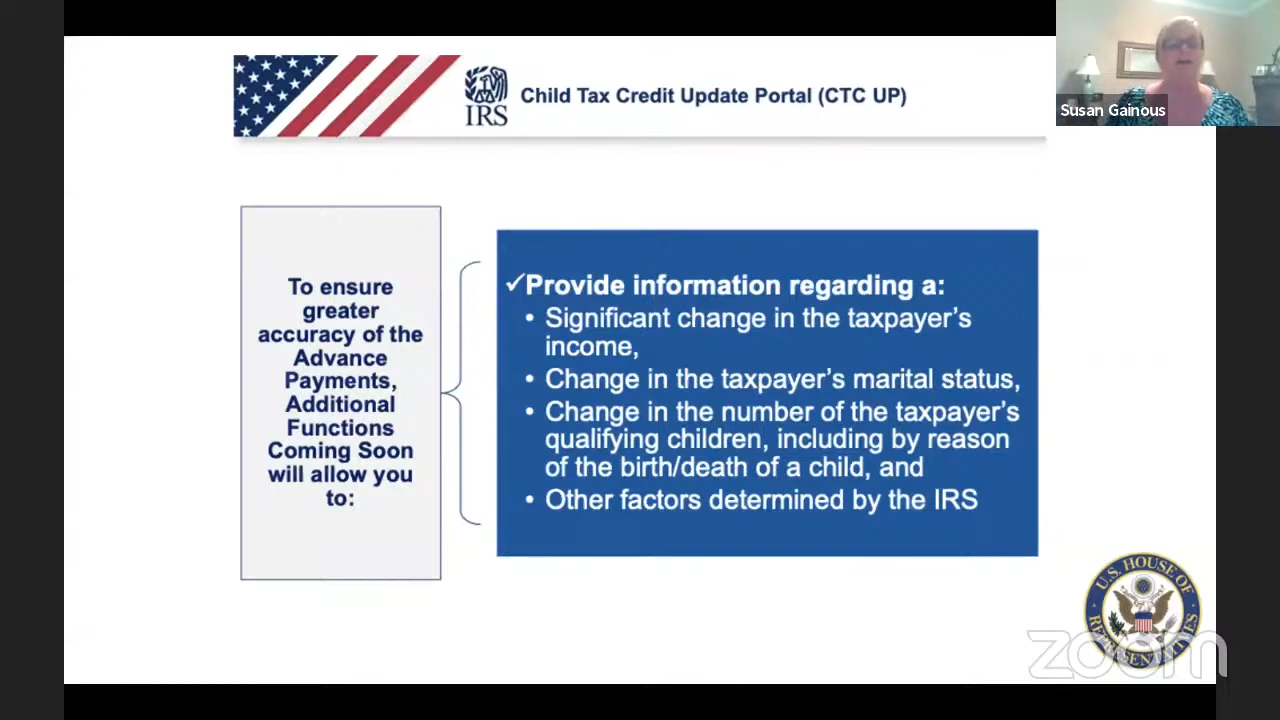 Susan Gainous
IRS
Child Tax Credit Update Portal (CTC UP)
To ensure
greater
accuracy of the
Advance
Payments,
Additional
Functions
Coming Soon
will allow you
to:
✓Provide information regarding a:
• Significant change in the taxpayer's
income,
• Change in the taxpayer's marital status,
• Change in the number of the taxpayer's
qualifying children, including by reason
of the birth/death of a child, and
• Other factors determined by the IRS
U.S. HOUSE OF
REPRESENTATIVES
zoom